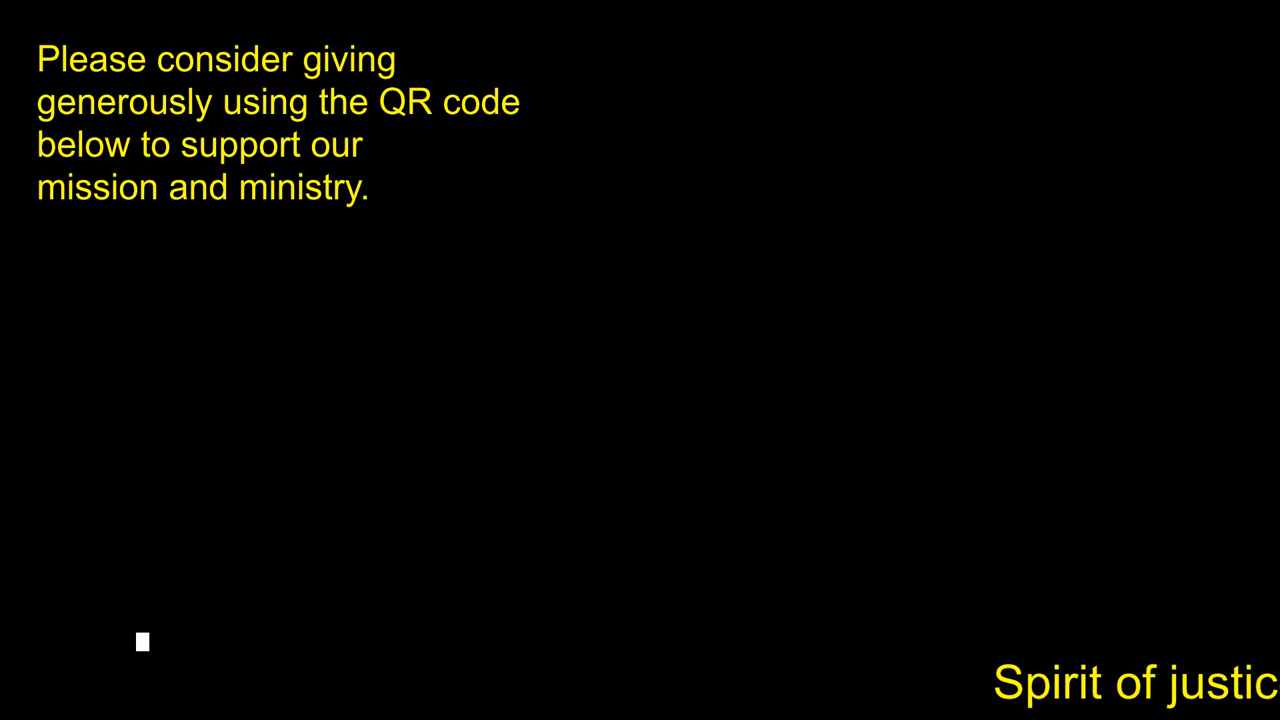 Please consider giving
generously using the QR code
below to support our
mission and ministry.
Spirit of justic